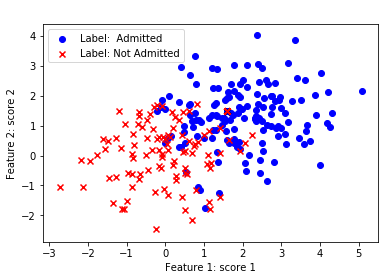 Label:  Admitted
Label: Not Admitted
Feature 2: score 2
4
3
2
1
0
−1
−2
−3 −2 −1 0 1 2 3 4 5
Feature 1: score 1